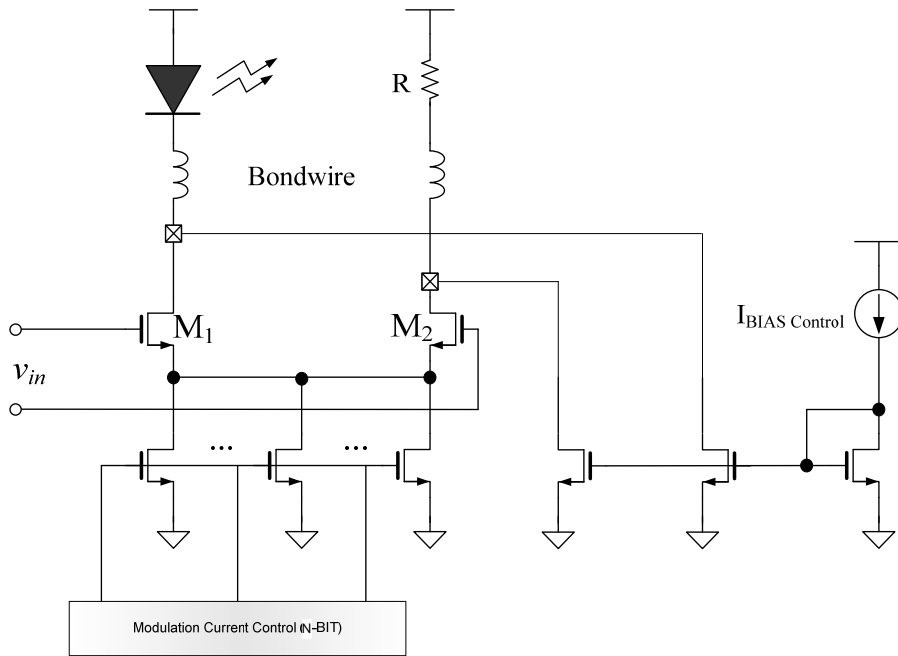 R
Bondwire
M1
M2
IBIAS Control
vin
...
...
Modulation Current Control (N-BIT)